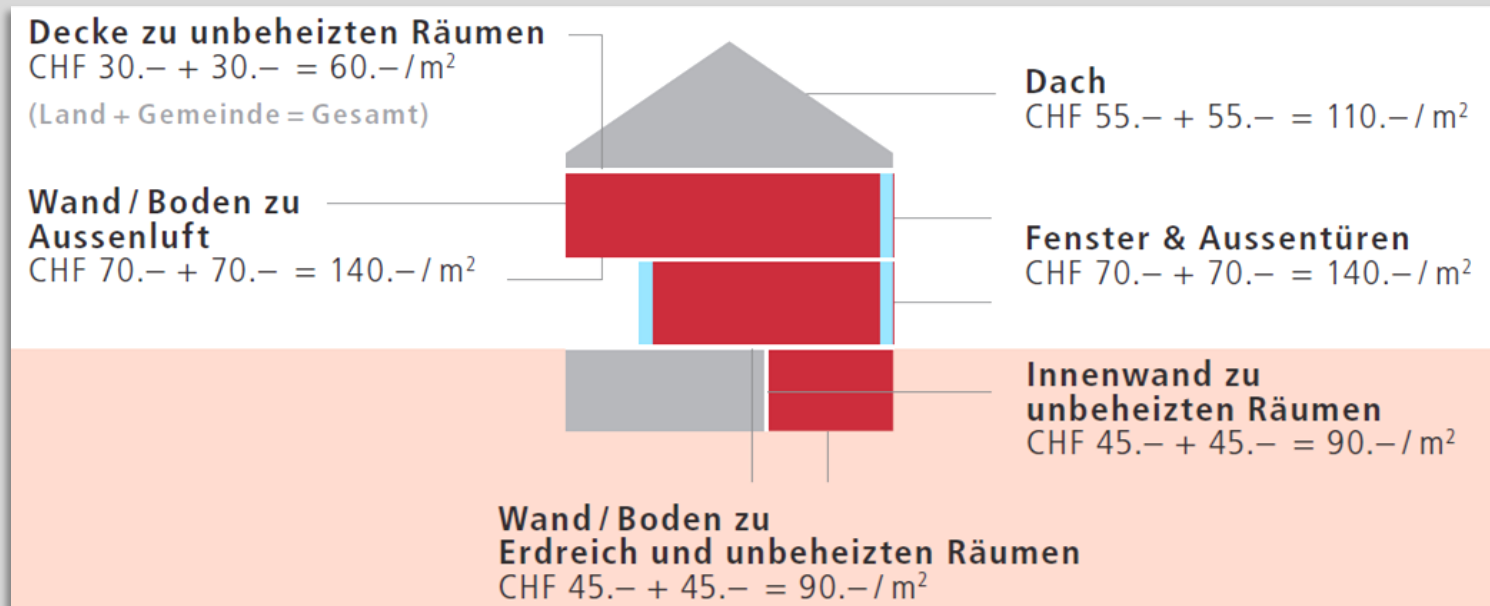 Decke zu unbeheizten Räumen
CHF 30.– + 30.– = 60.–/m²
(Land + Gemeinde = Gesamt)
Wand / Boden zu
Aussenluft
CHF 70.– + 70.– = 140.–/m²
Dach
CHF 55.– + 55.– = 110.–/m²
Fenster & Aussentüren
CHF 70.– + 70.– = 140.–/m²
Innenwand zu
unbeheizten Räumen
CHF 45.– + 45.– = 90.–/m²
Wand / Boden zu
Erdreich und unbeheizten Räumen
CHF 45.– + 45.– = 90.–/m²